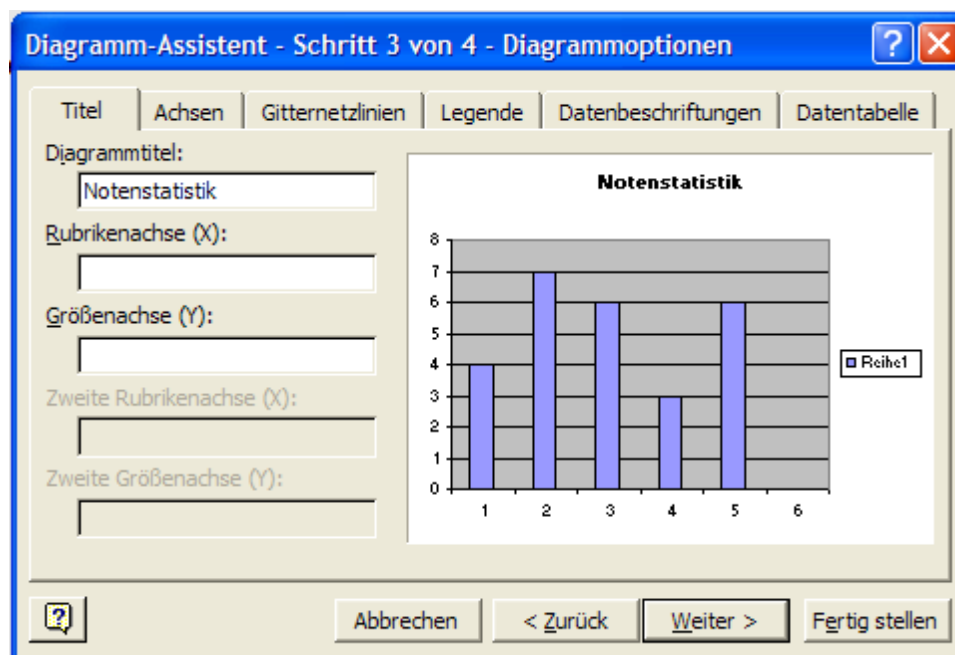 Diagramm-Assistent - Schritt 3 von 4 - Diagrammoptionen
Titel Achsen Gitternetzlinien Legende Datenbeschriftungen Datentabelle
Diagrammtitel:
Notenstatistik
Rubrikenachse (X):
Größenachse (Y):
Zweite Rubrikenachse (X):
Zweite Größenachse (Y):
Notenstatistik
8
7
6
5
4
3
2
1
0
1 2 3 4 5 6
Reihe1
Abbrechen < Zurück Weiter > Fertig stellen